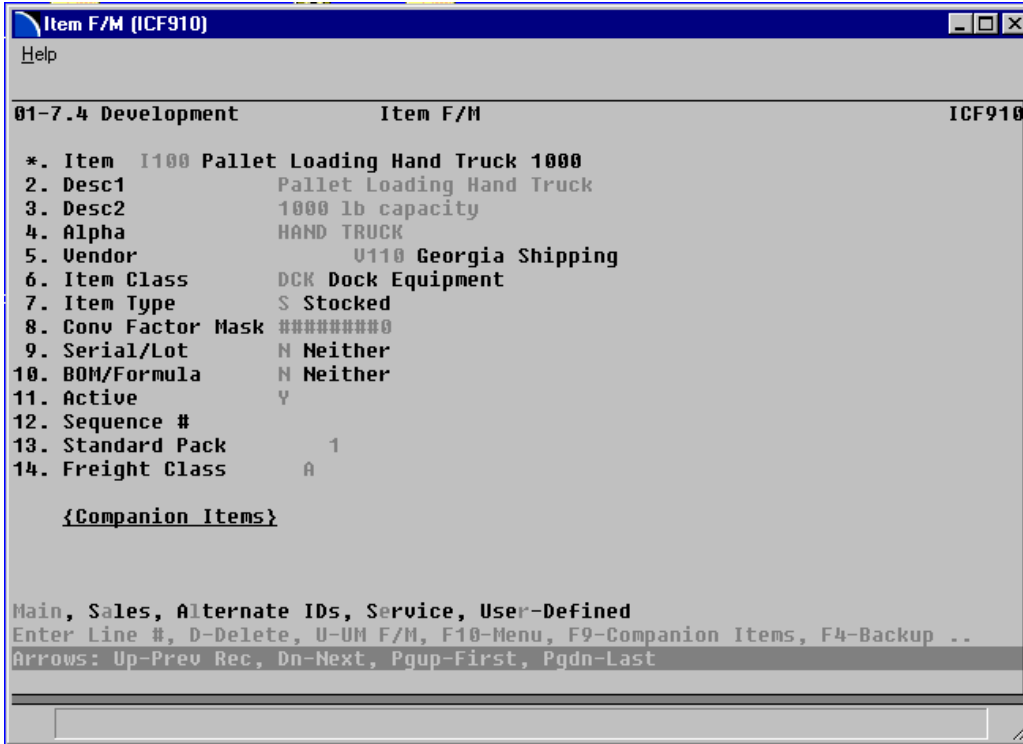 Item F/M (ICF910)
Help
01-7.4 Development Item F/M ICF910
*. Item I100 Pallet Loading Hand Truck 1000
2. Desc1 Pallet Loading Hand Truck
3. Desc2 1000 lb capacity
4. Alpha HAND TRUCK
5. Vendor V110 Georgia Shipping
6. Item Class DCK Dock Equipment
7. Item Type S Stocked
8. Conv Factor Mask #########0
9. Serial/Lot N Neither
10. BOM/Formula N Neither
11. Active Y
12. Sequence #
13. Standard Pack 1
14. Freight Class A
{Companion Items}
Main, Sales, Alternate IDs, Service, User-Defined
Enter Line #, D-Delete, U-UM F/M, F10-Menu, F9-Companion Items, F4-Backup ..
Arrows: Up-Prev Rec, Dn-Next, Pgup-First, Pgdn-Last